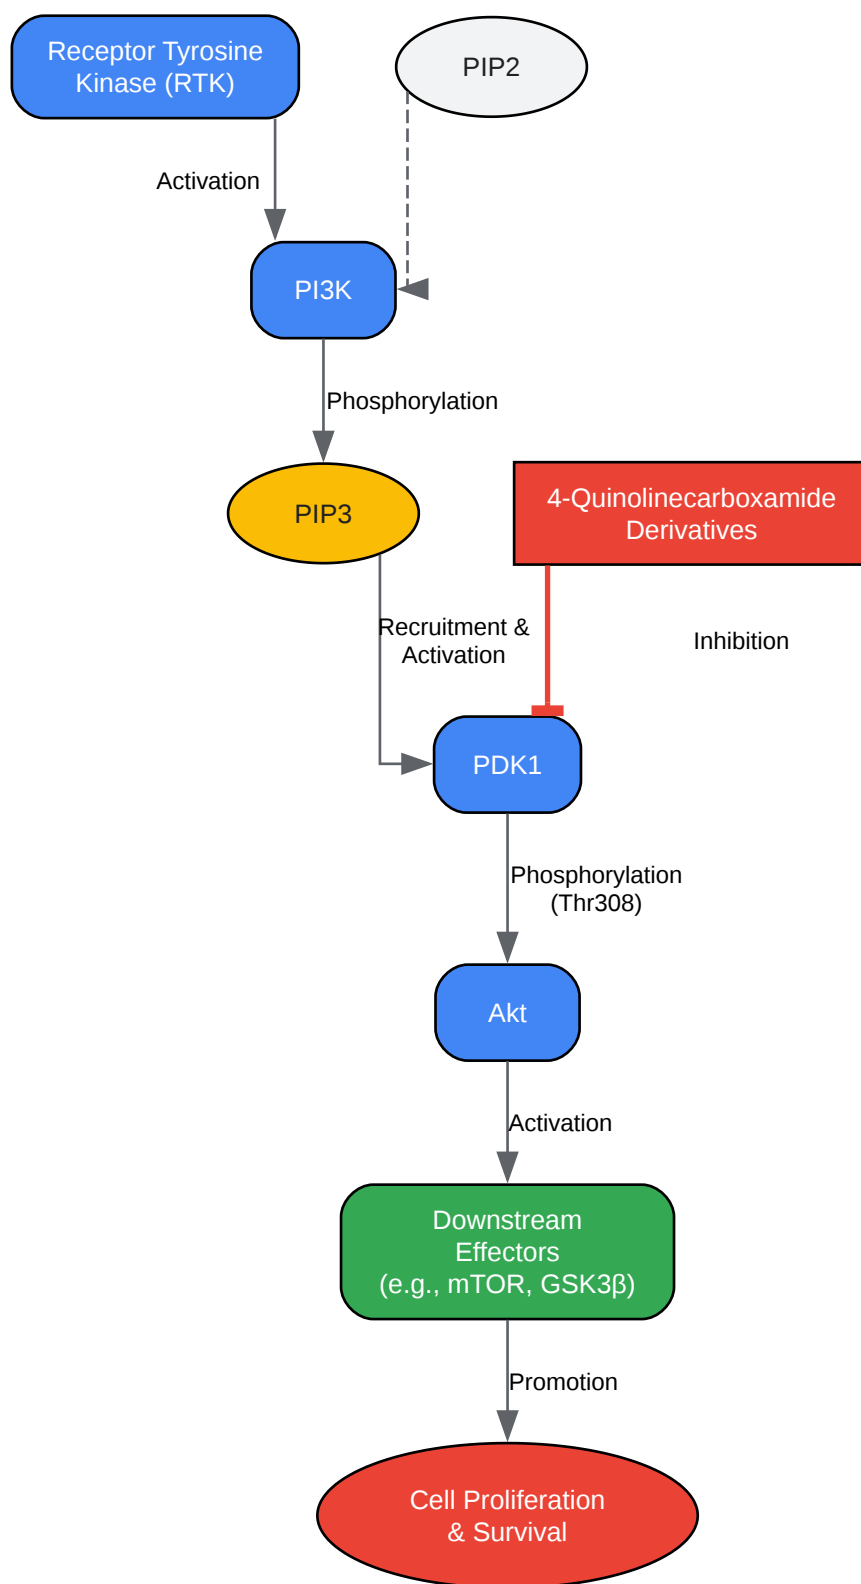 Receptor Tyrosine
Kinase (RTK)
PIP2
Activation
PI3K
Phosphorylation
PIP3
4-Quinolinecarboxamide
Derivatives
Recruitment &
Activation
Inhibition
PDK1
Phosphorylation
(Thr308)
Akt
Activation
Downstream
Effectors
(e.g., mTOR, GSK3β)
Promotion
Cell Proliferation
& Survival